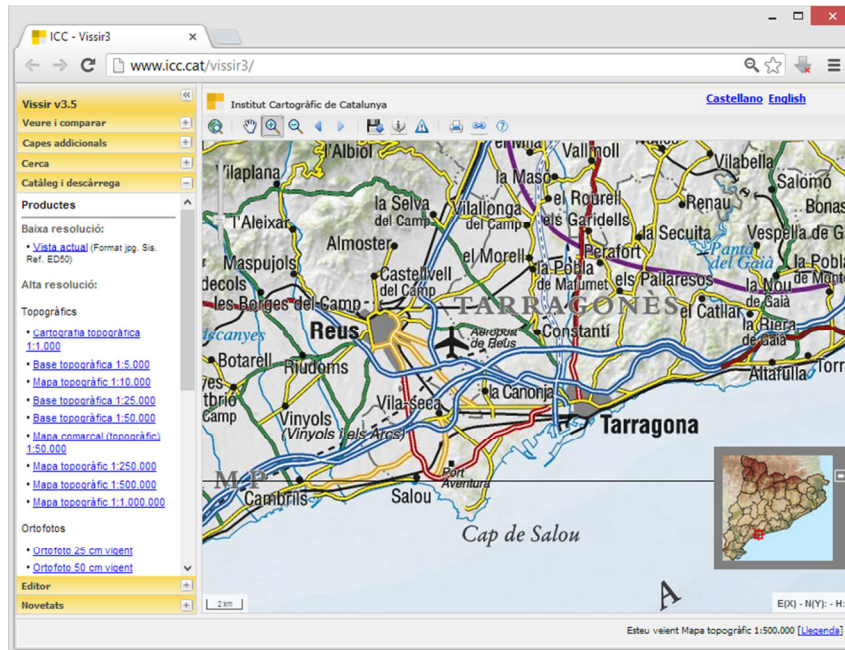 ICC - Vissir3
www.icc.cat/vissir3/
Vissir v3.5
Veure i comparar
Capes addicionals
Cerca
Catàleg i descàrrega
Productes
Baixa resolució:
• Vista actual (Format jpg. Sis.
Ref. ED50)
Alta resolució:
Topogràfics
• Cartografia topogràfica
1:1.000
• Base topogràfica 1:5.000
• Mapa topogràfic 1:10.000
• Base topogràfica 1:25.000
• Base topogràfica 1:50.000
• Mapa comarcal (topogràfic)
1:50.000
• Mapa topogràfic 1:250.000
• Mapa topogràfic 1:500.000
• Mapa topogràfic 1:1.000.000
Ortofotos
• Ortofoto 25 cm vigent
• Ortofoto 50 cm vigent
Editor
Novetats
Institut Cartogràfic de Catalunya
Castellano English
l'Albiol
el Milà
Vallmoll
Vilabella
Vilaplana
la Masó
Salomó
la Selva
del Camp
Vilallonga
del Camp
el Rourell
els Garidells
Renau
Bonas
l'Aleixar
Almoster
la Secuita
Vespella de G
Maspujols
el Morell
Perafort
Pantà
del Gaià
decols
Castellvell
del Camp
la Pobla
de Mafumet
els Pallaresos
la Nou
de Gaià
la Pobla
de Monto
les Borges del Camp
TARRAGONÈS
el Catllar
la Riera
de Gaià
Reus
Aeroport
de Reus
Constantí
Botarell
Riudoms
Altafulla
Torr
la Canonja
Vila-seca
Vinyols
(Vinyols i els Arcs)
Tarragona
Camp
M P
Port
Aventura
Cambrils
Salou
Cap de Salou
A
2 km
E(X) - N(Y): - H:
Esteu veient Mapa topogràfic 1:500.000 [Llegenda]